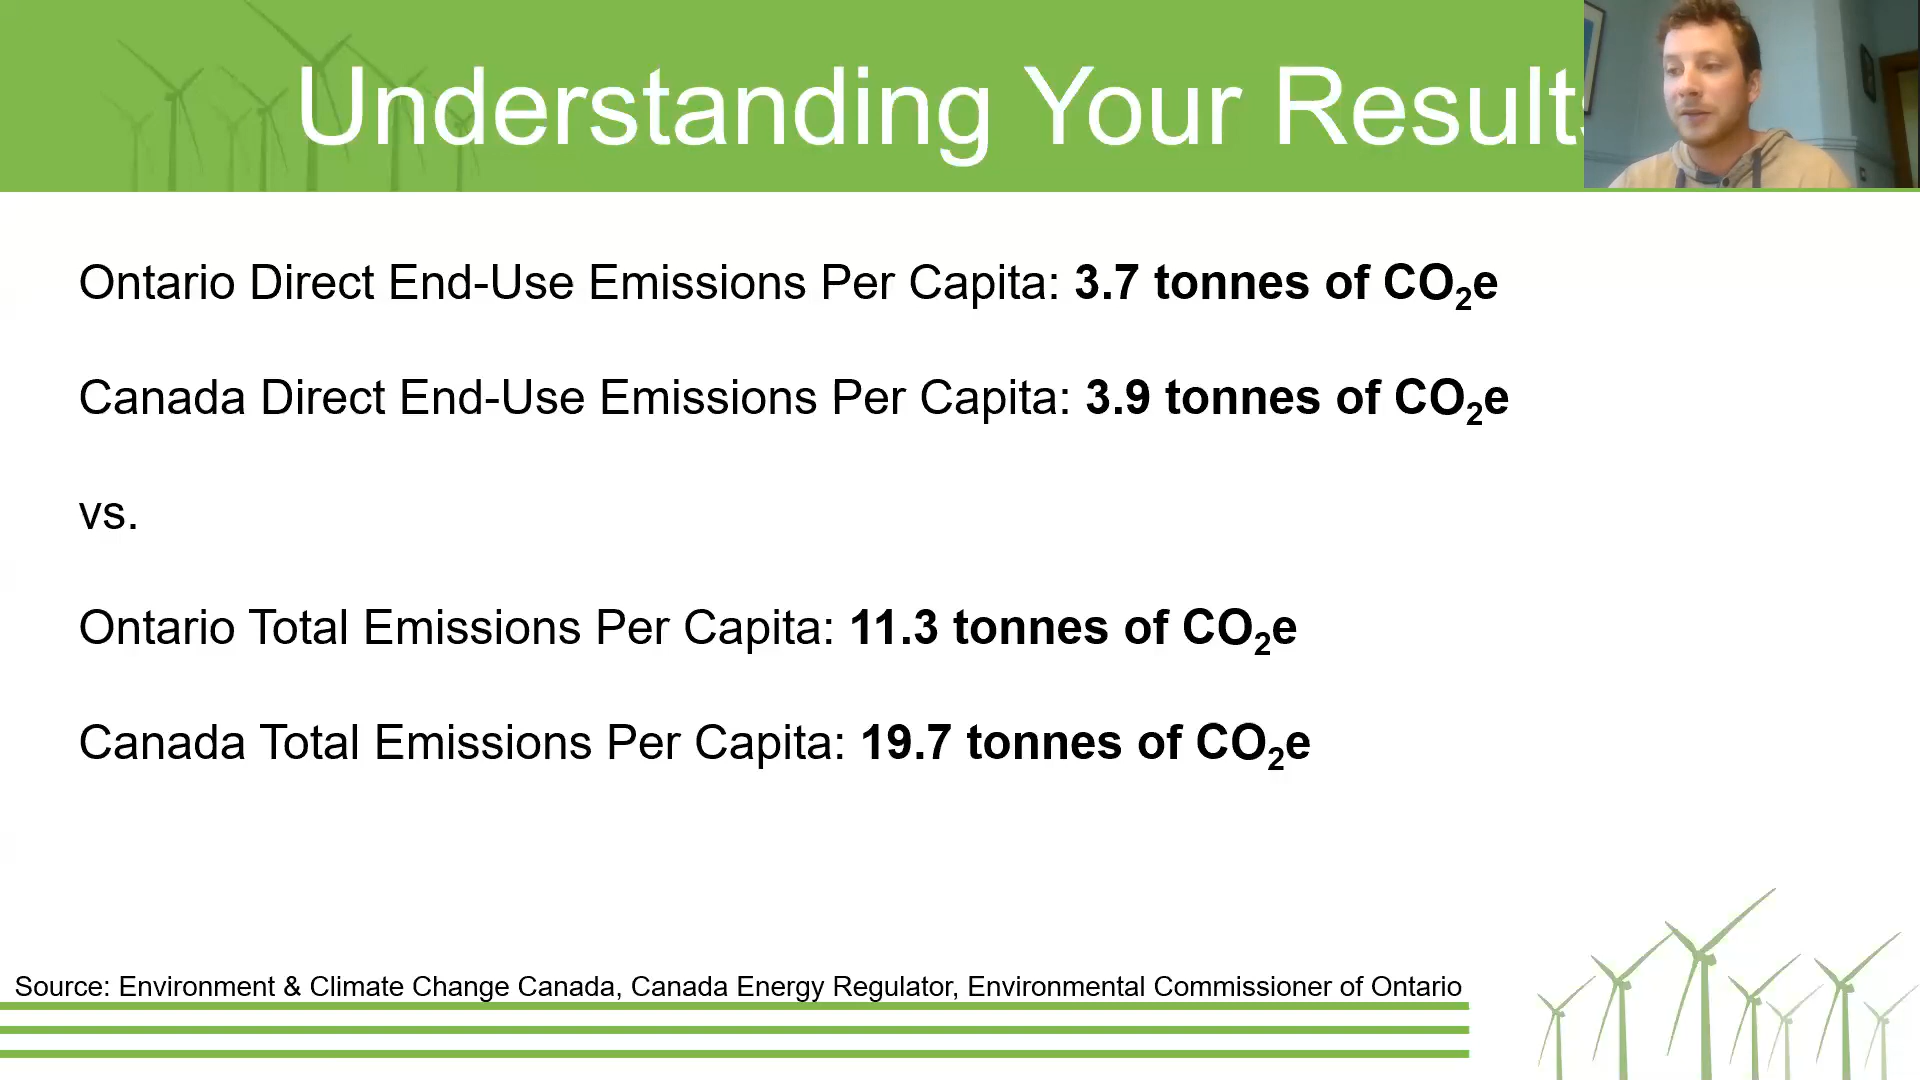 Understanding Your Results
Ontario Direct End-Use Emissions Per Capita: 3.7 tonnes of CO₂e
Canada Direct End-Use Emissions Per Capita: 3.9 tonnes of CO₂e
vs.
Ontario Total Emissions Per Capita: 11.3 tonnes of CO₂e
Canada Total Emissions Per Capita: 19.7 tonnes of CO₂e
Source: Environment & Climate Change Canada, Canada Energy Regulator, Environmental Commissioner of Ontario